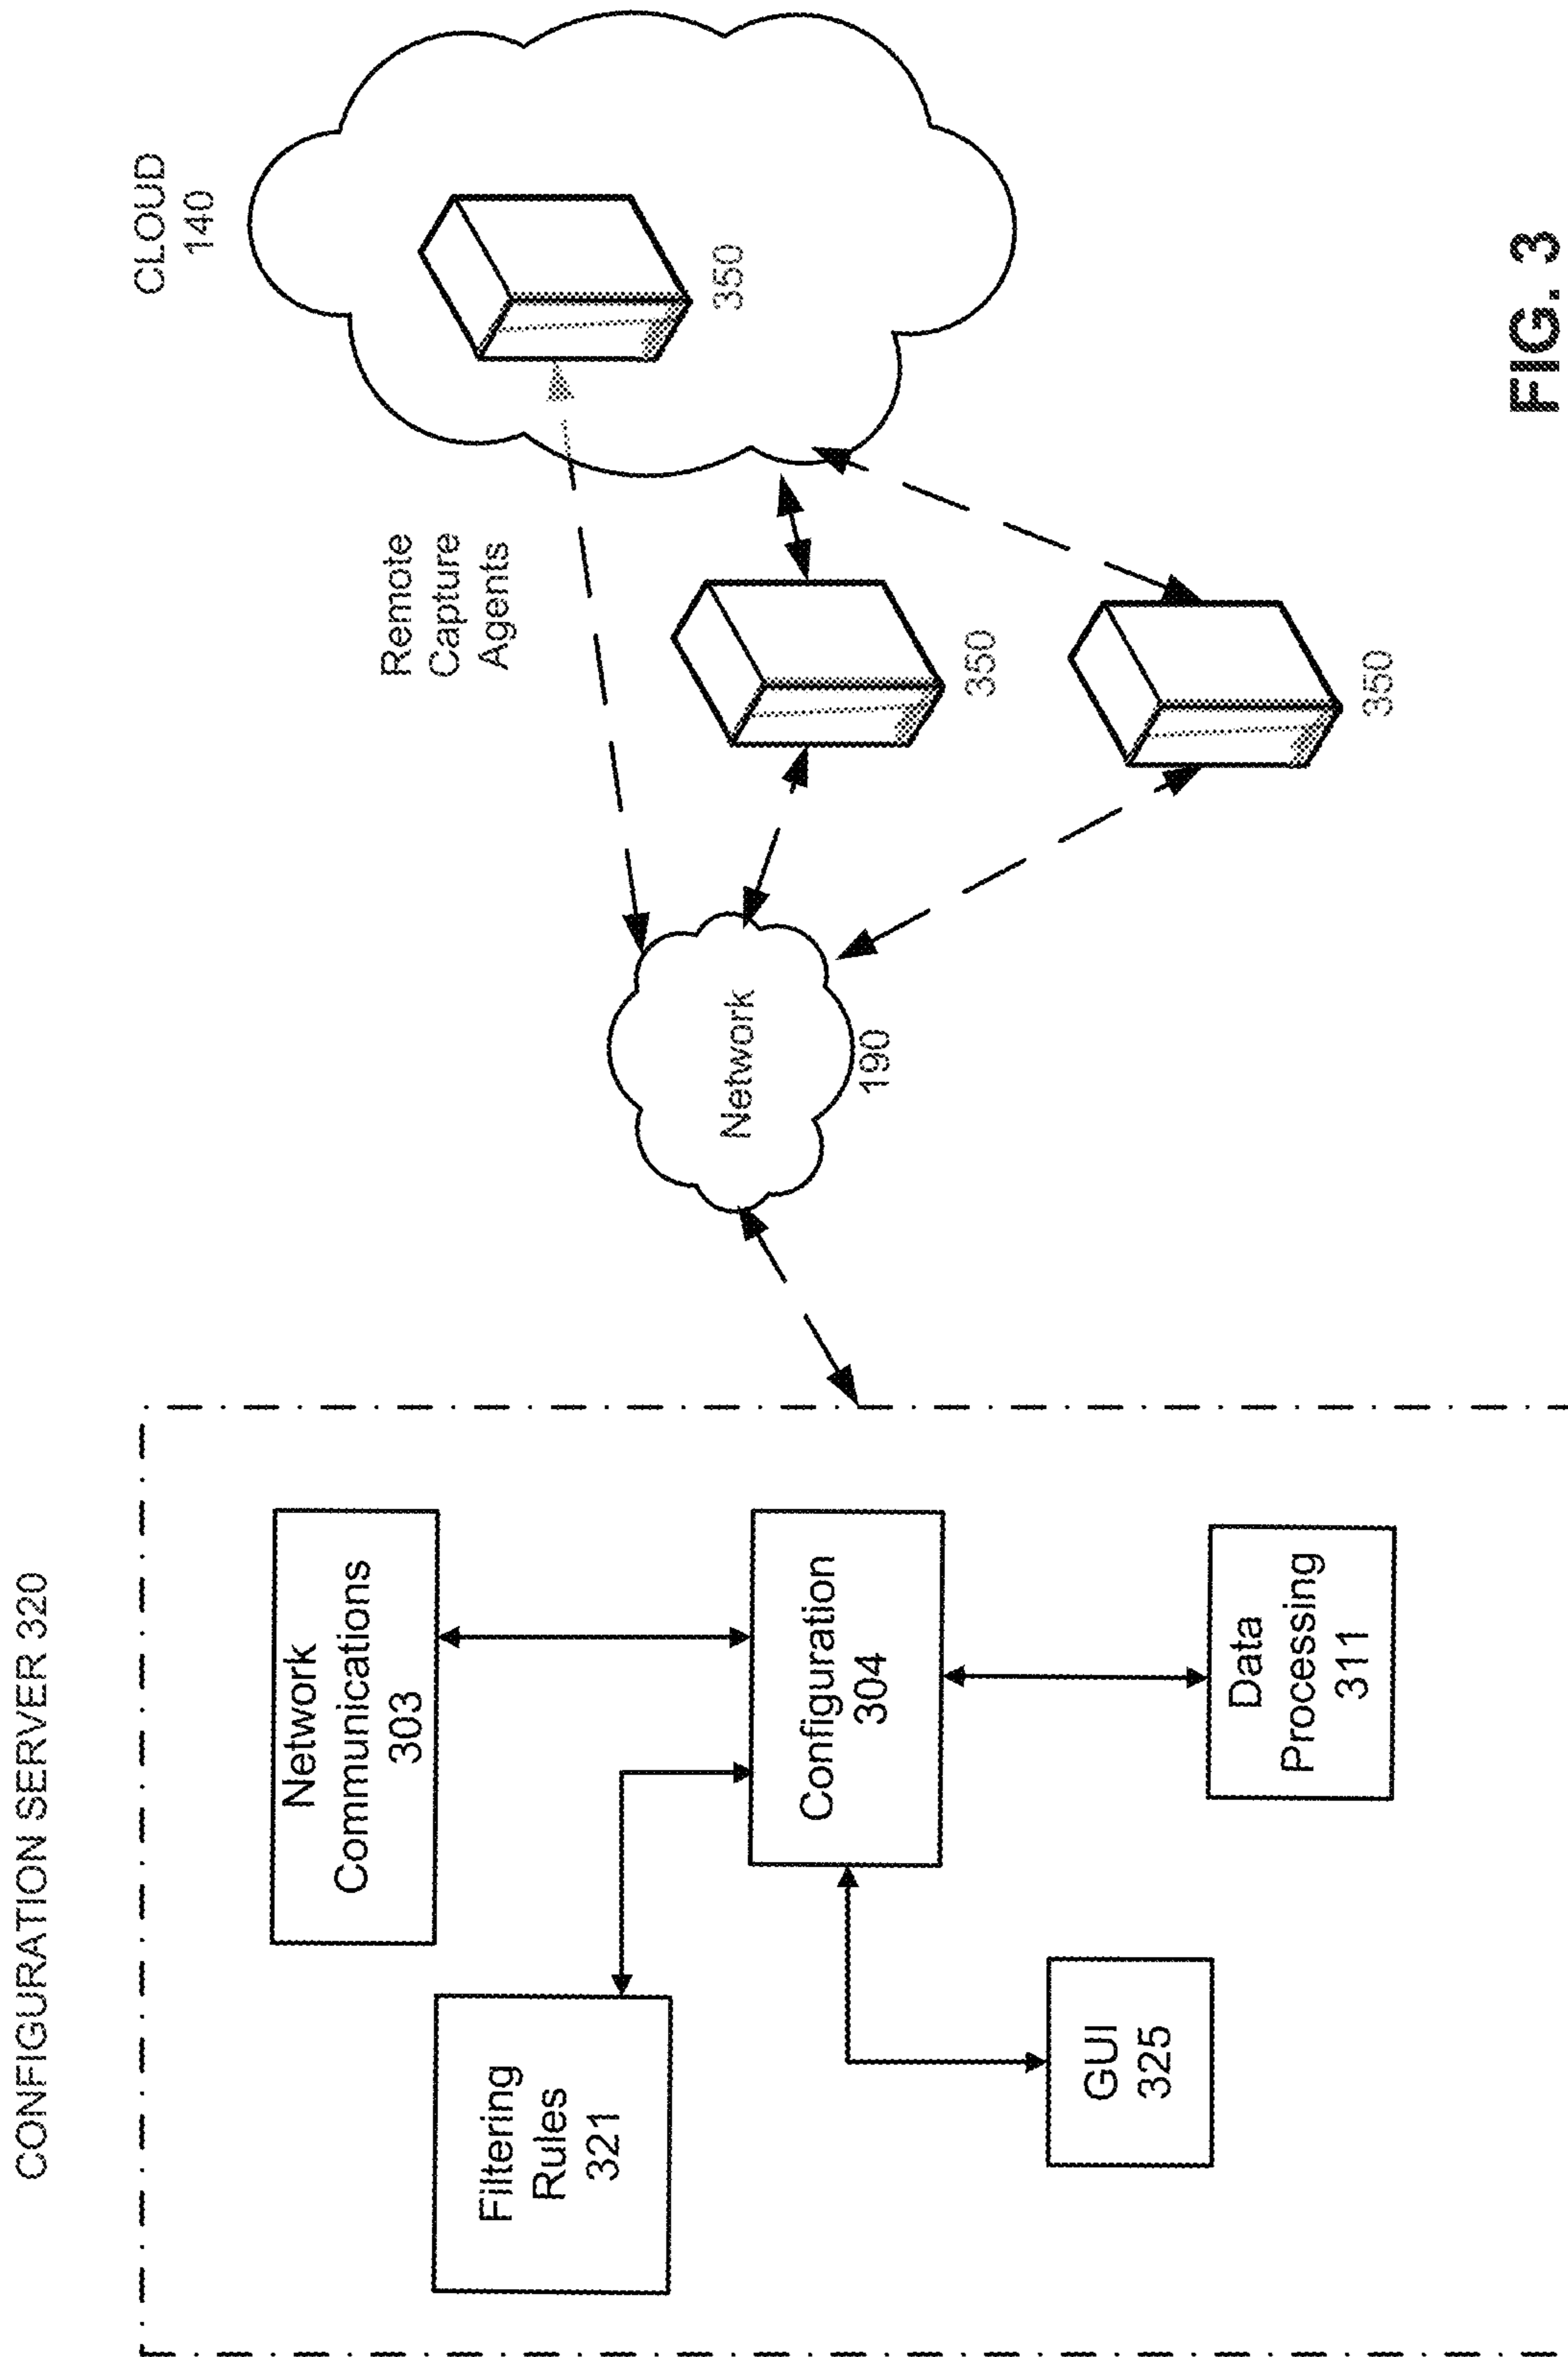 CONFIGURATION SERVER 320
Network
Communications
303
Filtering
Rules
321
Configuration
304
GUI
325
Data
Processing
311
Network
190
Remote
Capture
Agents
CLOUD
140
350
350
350
FIG. 3